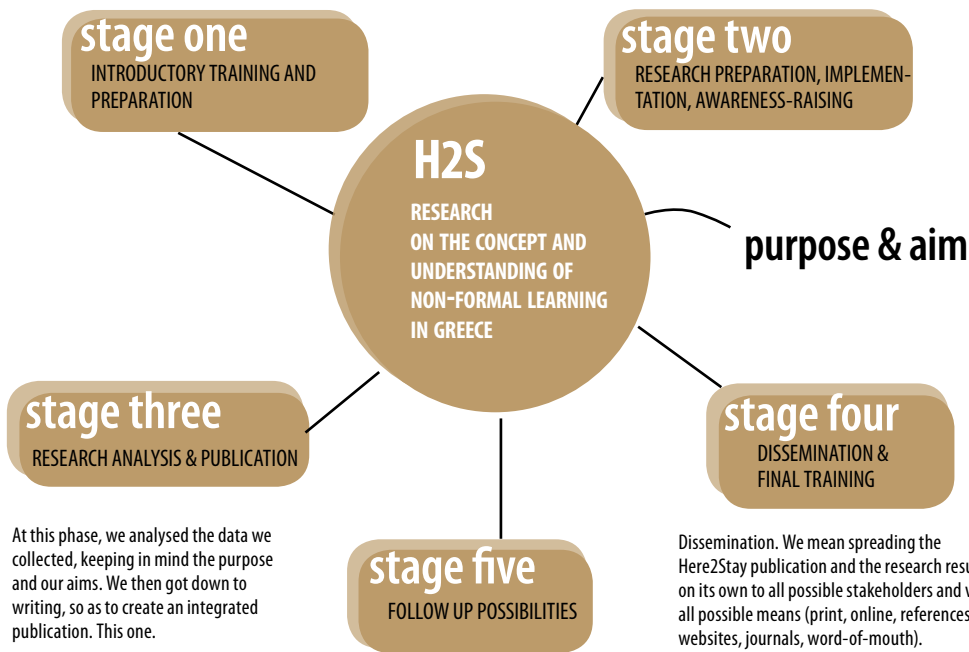 stage one
INTRODUCTORY TRAINING AND
PREPARATION
stage two
RESEARCH PREPARATION, IMPLEMEN-
TATION, AWARENESS-RAISING
H2S
RESEARCH
ON THE CONCEPT AND
UNDERSTANDING OF
NON-FORMAL LEARNING
IN GREECE
purpose & aim
stage three
RESEARCH ANALYSIS & PUBLICATION
At this phase, we analysed the data we
collected, keeping in mind the purpose
and our aims. We then got down to
writing, so as to create an integrated
publication. This one.
stage four
DISSEMINATION &
FINAL TRAINING
Dissemination. We mean spreading the
Here2Stay publication and the research
on its own to all possible stakeholders and
all possible means (print, online, references
websites, journals, word-of-mouth).
stage five
FOLLOW UP POSSIBILITIES